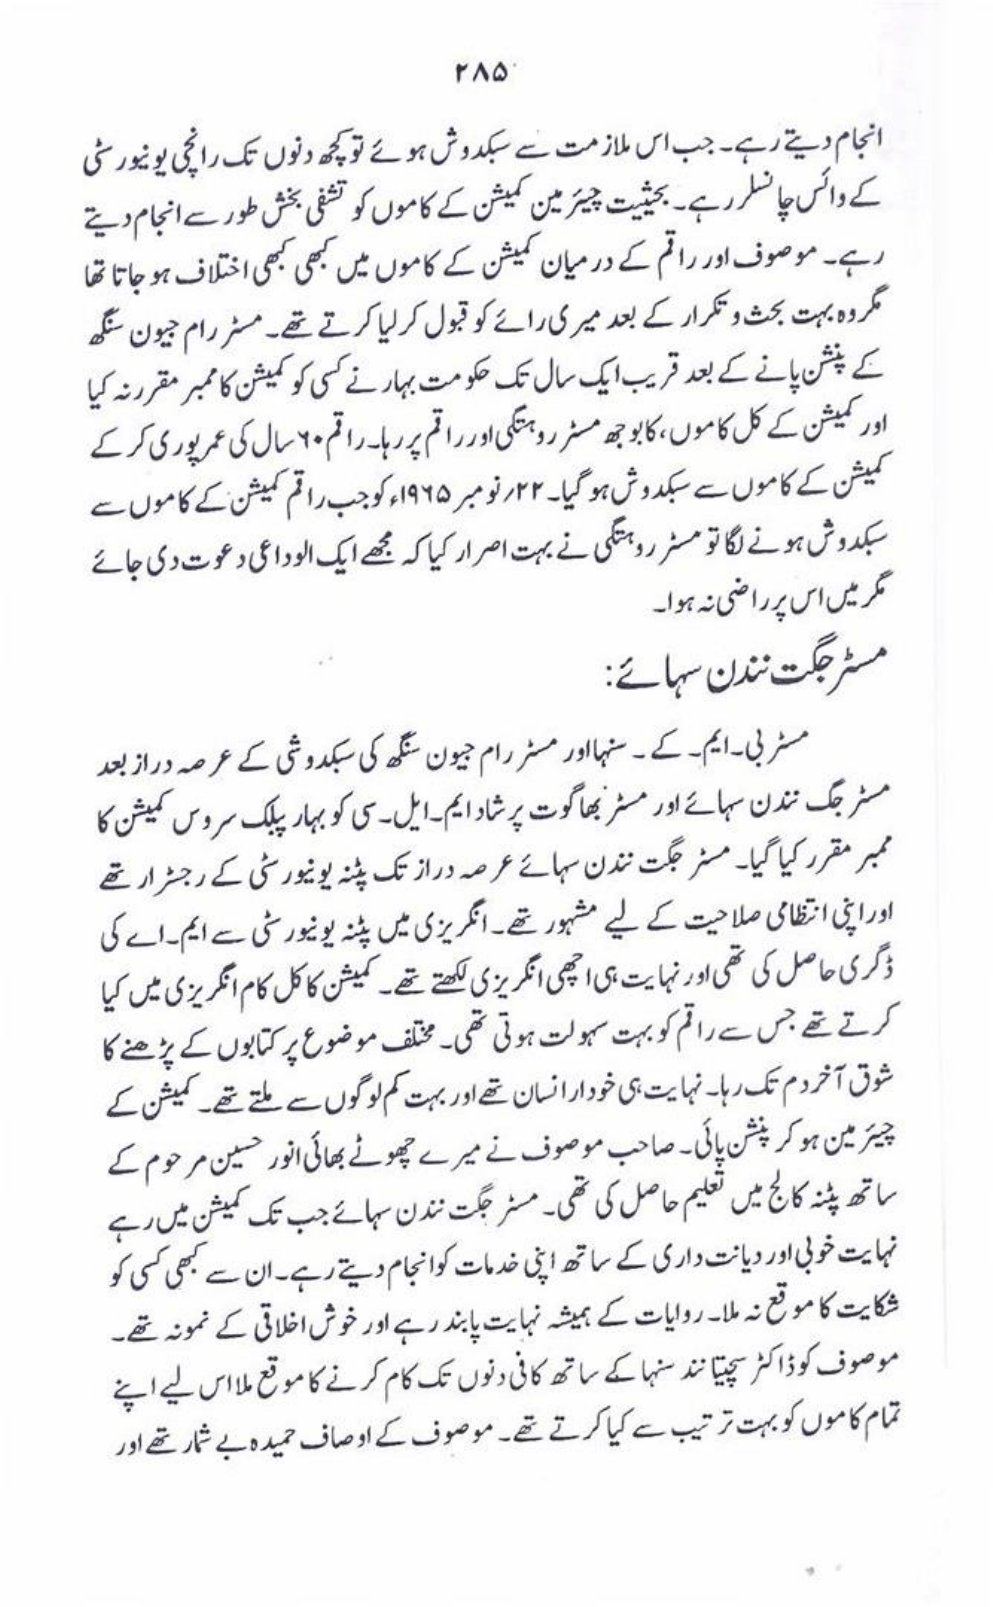 ۲۸۵
انجام دیتے رہے۔ جب اس ملازمت سے سبکدوش ہوئے تو کچھ دنوں تک رانچی یونیورسٹی
کے وائس چانسلر رہے۔ بحیثیت چیئرمین کمیشن کے کاموں کو تشفی بخش طور سے انجام دیتے
رہے۔ موصوف اور راقم کے درمیان کمیشن کے کاموں میں کبھی کبھی اختلاف ہو جاتا تھا
مگر وہ بہت بحث و تکرار کے بعد میری رائے کو قبول کرلیا کرتے تھے۔ مسٹر رام جیون سنگھ
کے پنشن پانے کے بعد قریب ایک سال تک حکومت بہار نے کسی کو کمیشن کا ممبر مقرر نہ کیا
اور کمیشن کے کل کاموں، کا بوجھ مسٹر روہتگی اور راقم پر رہا۔ راقم ۶۰ سال کی عمر پوری کر کے
کمیشن کے کاموں سے سبکدوش ہو گیا۔ ۲۲؍ نومبر ۱۹۶۵ء کو جب راقم کمیشن کے کاموں سے
سبکدوش ہونے لگا تو مسٹر روہتگی نے بہت اصرار کیا کہ مجھے ایک الوداعی دعوت دی جائے
مگر میں اس پر راضی نہ ہوا۔
مسٹر جگت نندن سہائے:
مسٹر بی۔ ایم۔ کے۔ سنہا اور مسٹر رام جیون سنگھ کی سبکدوشی کے عرصہ دراز بعد
مسٹر جگ نندن سہائے اور مسٹر بھاگوت پرشاد ایم۔ ایل۔ سی کو بہار پبلک سروس کمیشن کا
ممبر مقرر کیا گیا۔ مسٹر جگت نندن سہائے عرصہ دراز تک پٹنہ یونیورسٹی کے رجسٹرار تھے
اور اپنی انتظامی صلاحیت کے لیے مشہور تھے۔ انگریزی میں پٹنہ یونیورسٹی سے ایم۔ اے کی
ڈگری حاصل کی تھی اور نہایت ہی اچھی انگریزی لکھتے تھے۔ کمیشن کا کل کام انگریزی میں کیا
کرتے تھے جس سے راقم کو بہت سہولت ہوتی تھی۔ مختلف موضوع پر کتابوں کے پڑھنے کا
شوق آخر دم تک رہا۔ نہایت ہی خودار انسان تھے اور بہت کم لوگوں سے ملتے تھے۔ کمیشن کے
چیئرمین ہو کر پنشن پائی۔ صاحب موصوف نے میرے چھوٹے بھائی انور حسین مرحوم کے
ساتھ پٹنہ کالج میں تعلیم حاصل کی تھی۔ مسٹر جگت نندن سہائے جب تک کمیشن میں رہے
نہایت خوبی اور دیانت داری کے ساتھ اپنی خدمات کو انجام دیتے رہے۔ ان سے کبھی کسی کو
شکایت کا موقع نہ ملا۔ روایات کے ہمیشہ نہایت پابند رہے اور خوش اخلاقی کے نمونہ تھے۔
موصوف کو ڈاکٹر سچیتانند سنہا کے ساتھ کافی دنوں تک کام کرنے کا موقع ملا اس لیے اپنے
تمام کاموں کو بہت ترتیب سے کیا کرتے تھے۔ موصوف کے اوصاف حمیدہ بے شمار تھے اور